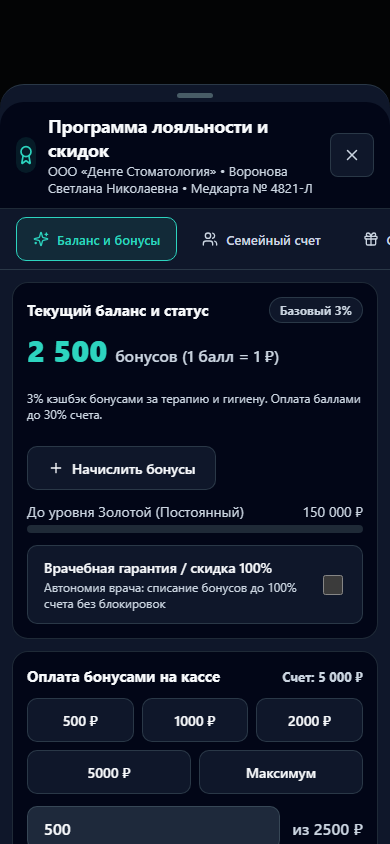 Программа лояльности и
скидок
ООО «Денте Стоматология» • Воронова
Светлана Николаевна • Медкарта № 4821-Л
Баланс и бонусы
Семейный счет
Текущий баланс и статус
Базовый 3%
2 500 бонусов (1 балл = 1 ₽)
3% кэшбэк бонусами за терапию и гигиену. Оплата баллами
до 30% счета.
+ Начислить бонусы
До уровня Золотой (Постоянный)
150 000 ₽
Врачебная гарантия / скидка 100%
Автономия врача: списание бонусов до 100%
счета без блокировок
Оплата бонусами на кассе
Счет: 5 000 ₽
500 ₽
1000 ₽
2000 ₽
5000 ₽
Максимум
500
из 2500 ₽